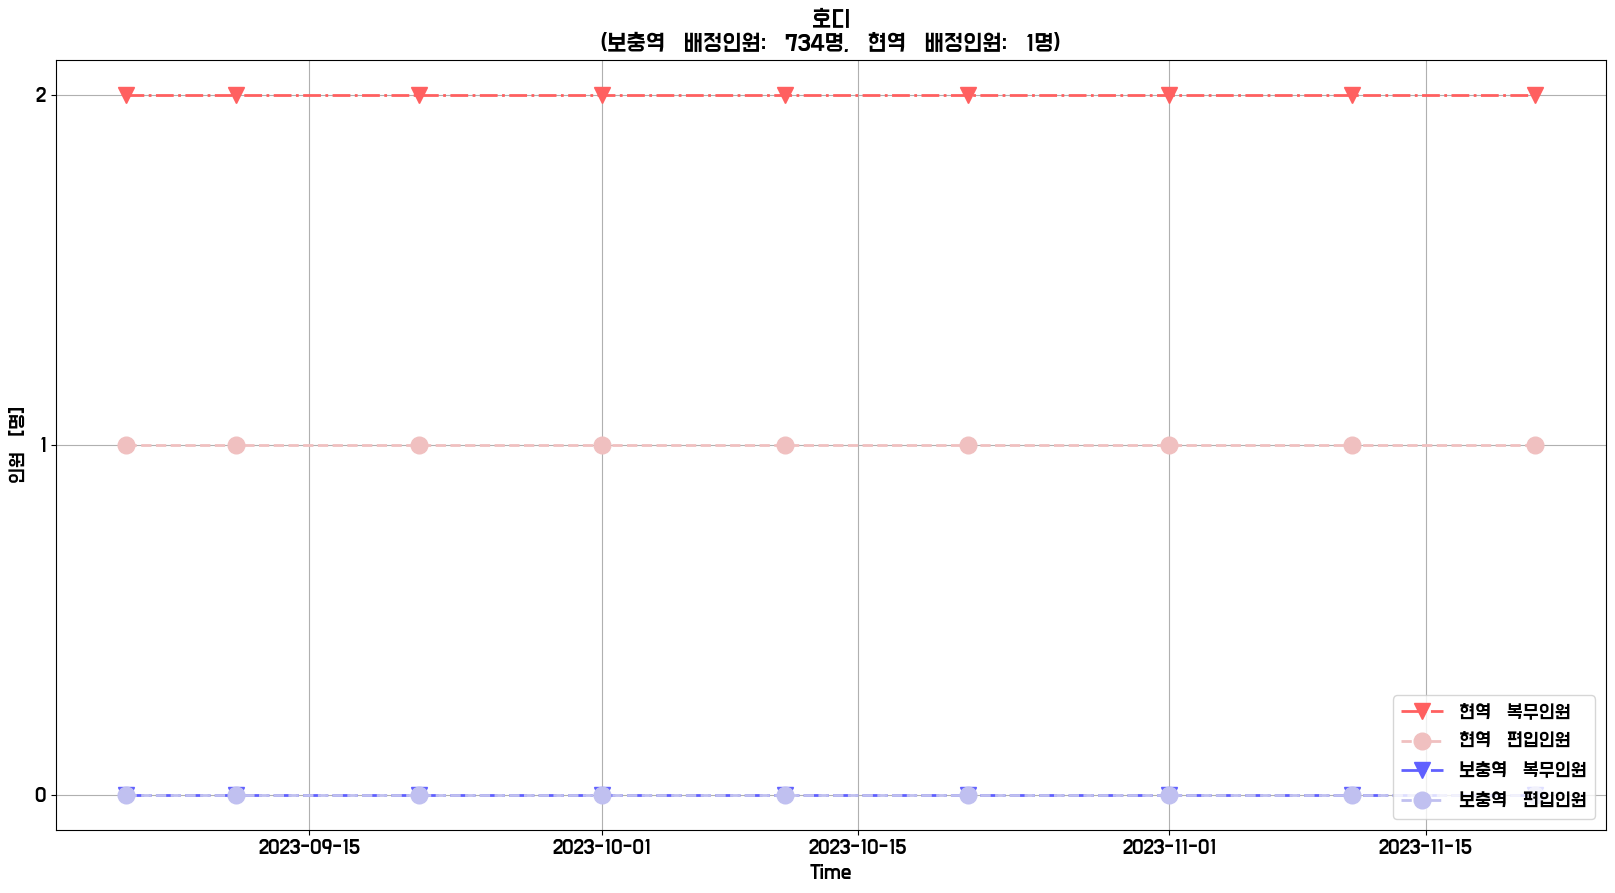 호디
(보충역 배정인원: 734명, 현역 배정인원: 1명)
인원 [명]
2
1
0
현역 복무인원
현역 편입인원
보충역 복무인원
보충역 편입인원
2023-09-15 2023-10-01 2023-10-15 2023-11-01 2023-11-15
Time